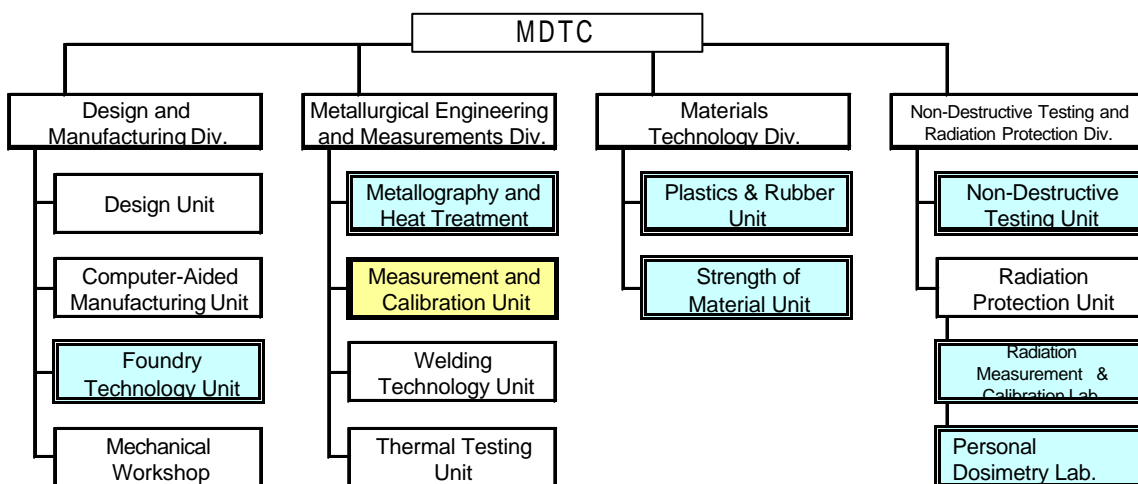 MDTC
Design and
Manufacturing Div.
Design Unit
Computer-Aided
Manufacturing Unit
Foundry
Technology Unit
Mechanical
Workshop
Metallurgical Engineering
and Measurements Div.
Metallography and
Heat Treatment
Measurement and
Calibration Unit
Welding
Technology Unit
Thermal Testing
Unit
Materials
Technology Div.
Plastics & Rubber
Unit
Strength of
Material Unit
Non-Destructive Testing and
Radiation Protection Div.
Non-Destructive
Testing Unit
Radiation
Protection Unit
Radiation
Measurement &
Calibration Lab
Personal
Dosimetry Lab.